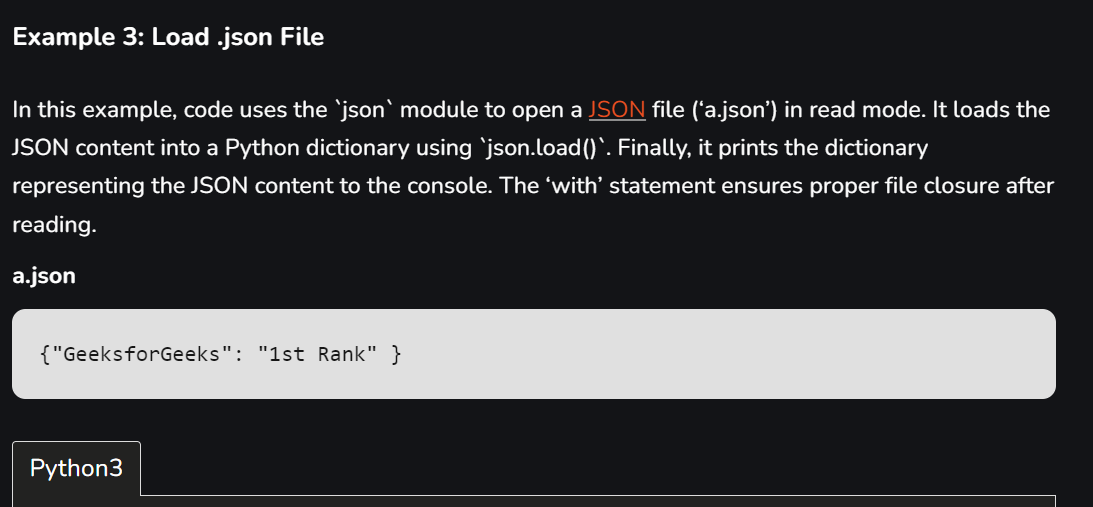 Example 3: Load .json File
In this example, code uses the `json` module to open a JSON file (‘a.json’) in read mode. It loads the
JSON content into a Python dictionary using `json.load()`. Finally, it prints the dictionary
representing the JSON content to the console. The ‘with’ statement ensures proper file closure after
reading.
a.json
{"GeeksforGeeks": "1st Rank" }
Python3